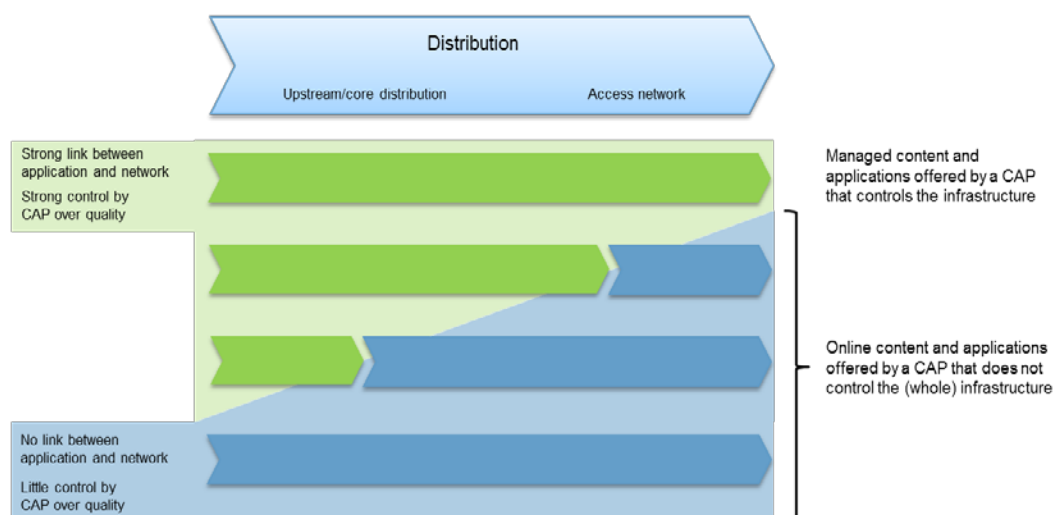 Distribution
Upstream/core distribution
Access network
Strong link between
application and network
Strong control by
CAP over quality
Managed content and
applications offered by a CAP
that controls the infrastructure
Online content and applications
offered by a CAP that does not
control the (whole) infrastructure
No link between
application and network
Little control by
CAP over quality